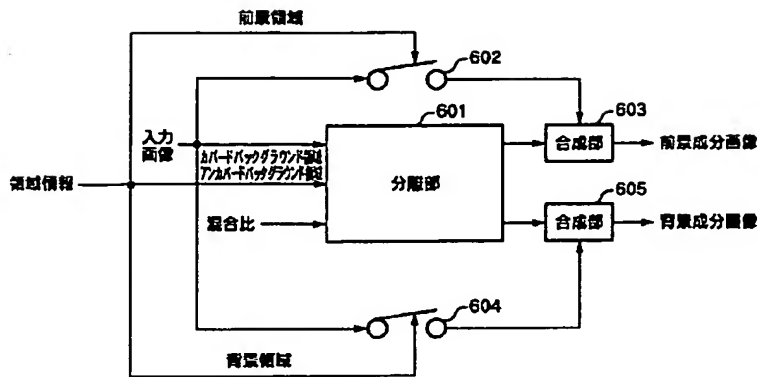 前景領域
602
603
601
入力
画像
カバードバックグラウンド領域
アンカバードバックグラウンド領域
合成部
前景成分画像
領域情報
分離部
605
混合比
合成部
背景成分画像
604
背景領域